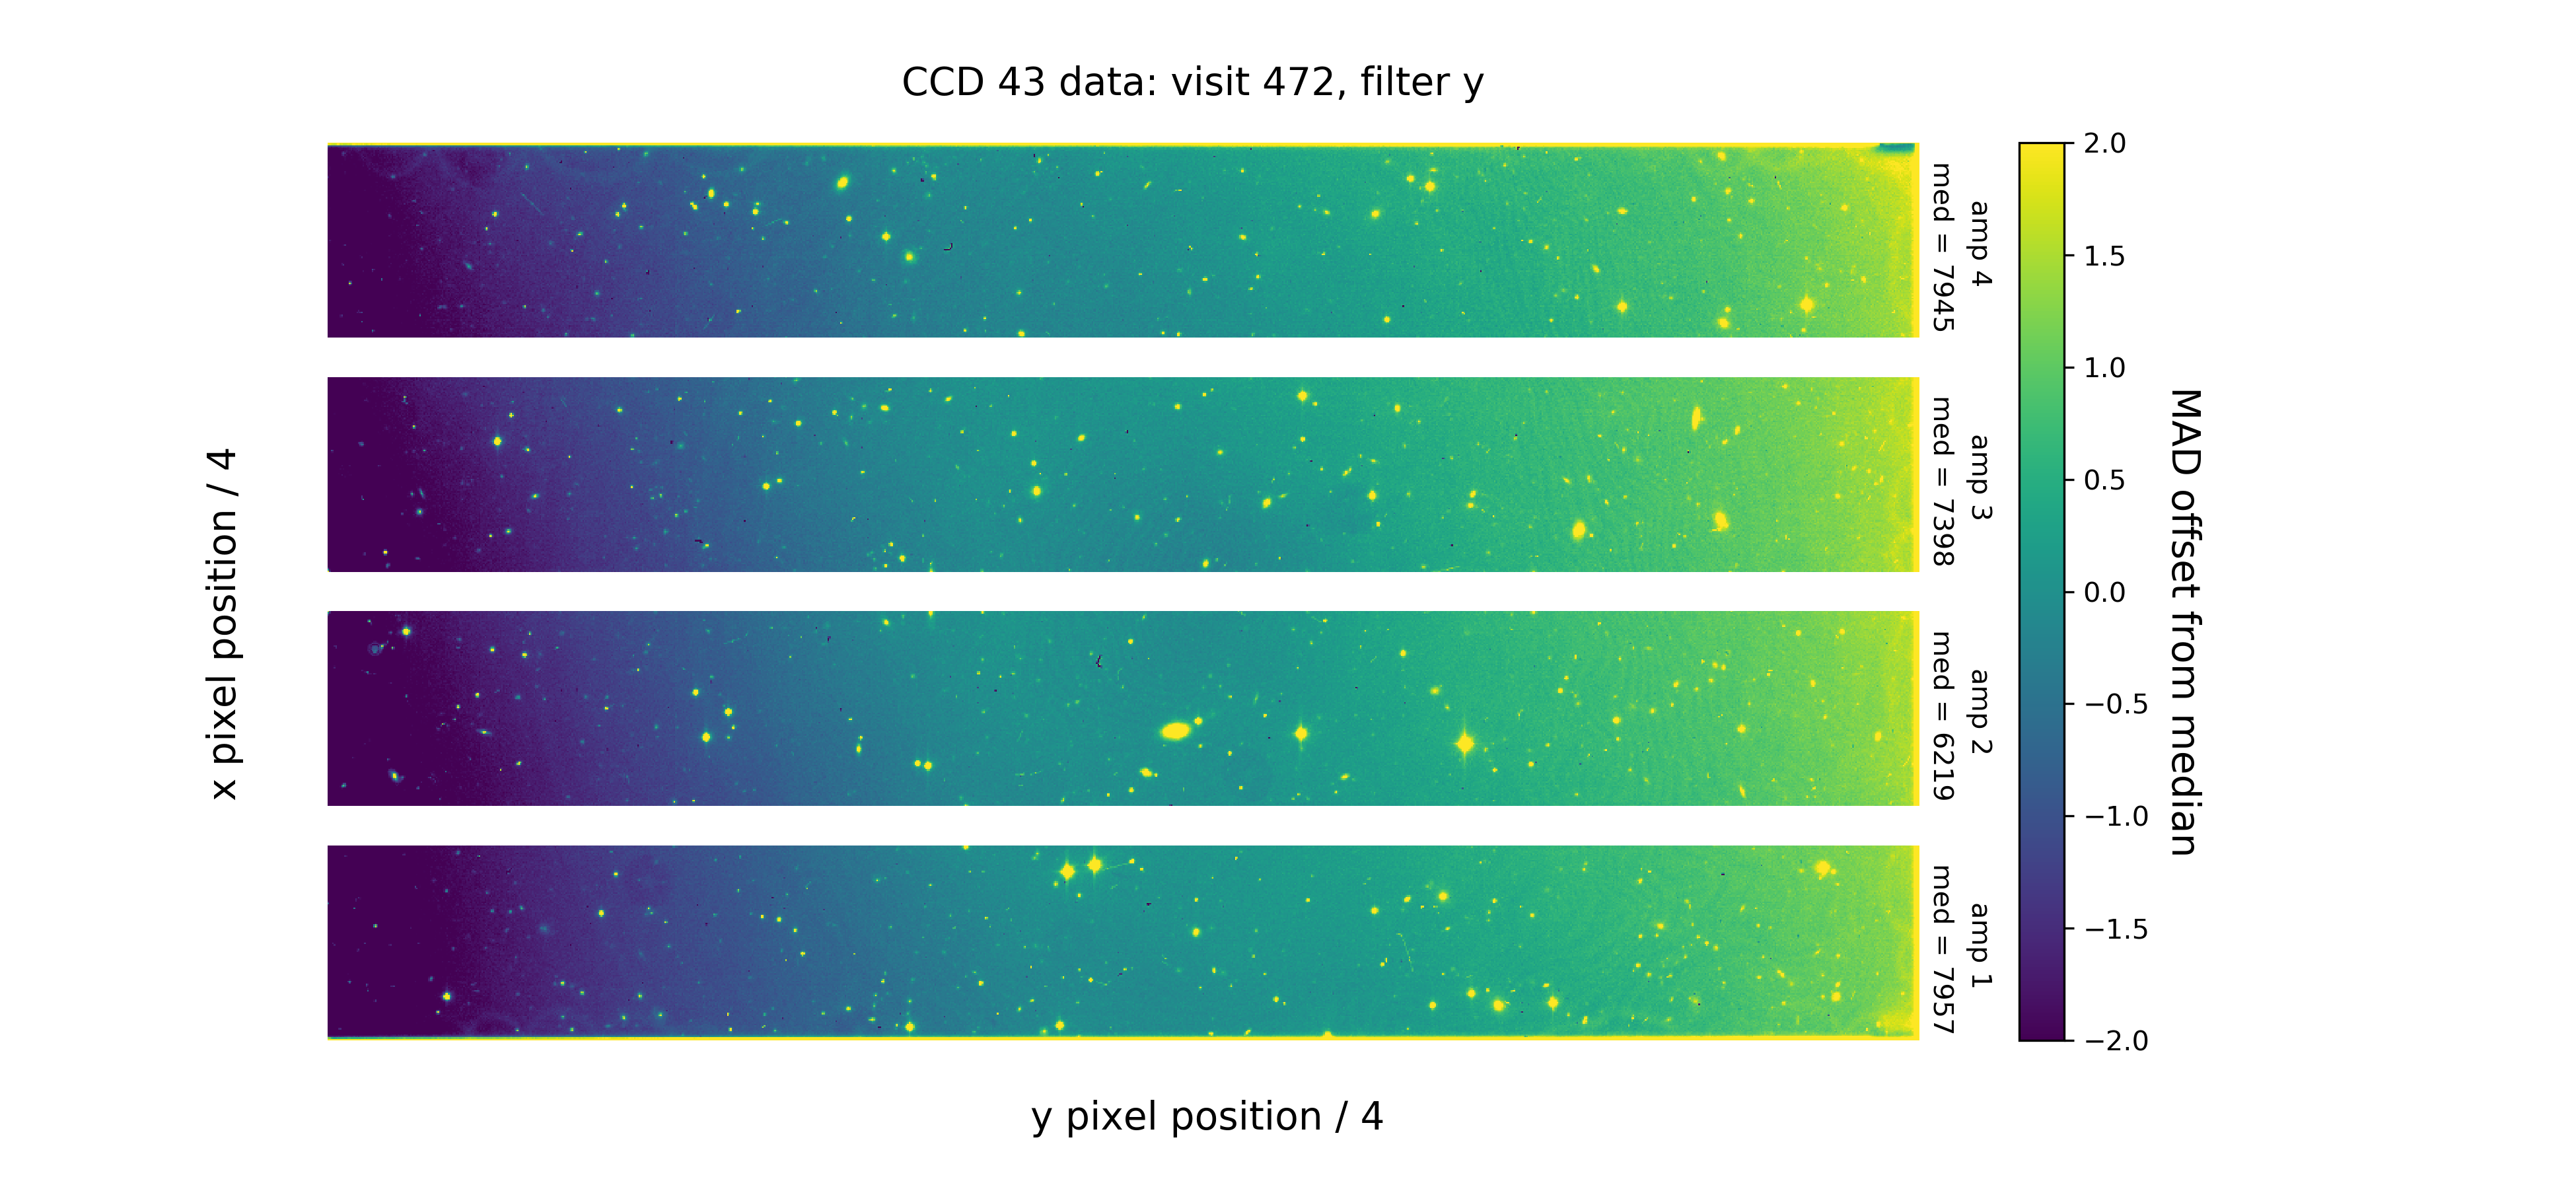 CCD 43 data: visit 472, filter y
x pixel position / 4
amp 4
med = 7945
amp 3
med = 7398
amp 2
med = 6219
amp 1
med = 7957
2.0
1.5
1.0
0.5
0.0
−0.5
−1.0
−1.5
−2.0
MAD offset from median
y pixel position / 4